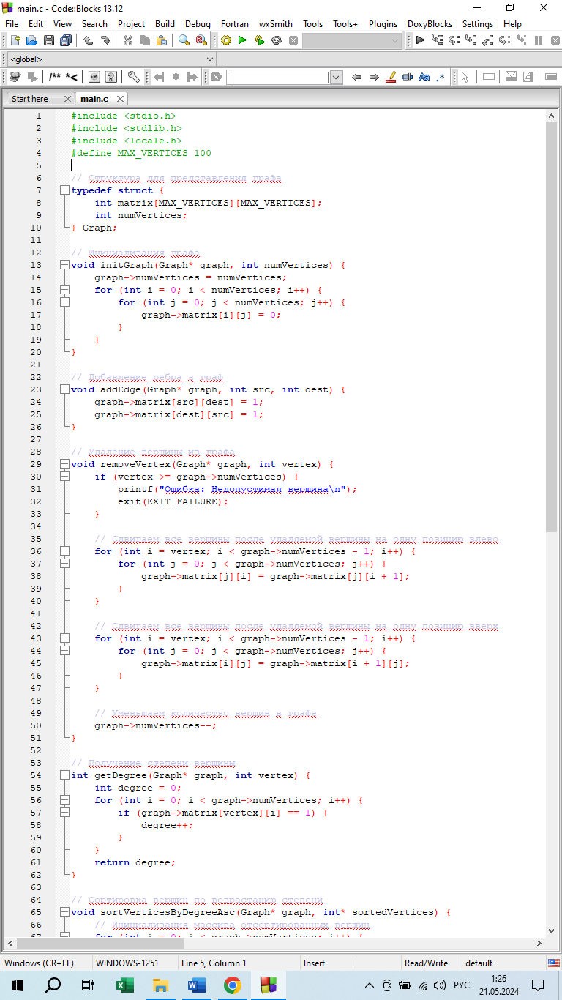 main.c - Code::Blocks 13.12
File Edit View Search Project Build Debug Fortran wxSmith Tools Tools+ Plugins DoxyBlocks Settings Help
<global>
/** *<
Aa .*
Start here main.c
1 #include <stdio.h>
2 #include <stdlib.h>
3 #include <locale.h>
4 #define MAX_VERTICES 100
5
6 // Структура для представления графа
7 typedef struct {
8 int matrix[MAX_VERTICES][MAX_VERTICES];
9 int numVertices;
10 } Graph;
11
12 // Инициализация графа
13 void initGraph(Graph* graph, int numVertices) {
14 graph->numVertices = numVertices;
15 for (int i = 0; i < numVertices; i++) {
16 for (int j = 0; j < numVertices; j++) {
17 graph->matrix[i][j] = 0;
18 }
19 }
20 }
21
22 // Добавление ребра в граф
23 void addEdge(Graph* graph, int src, int dest) {
24 graph->matrix[src][dest] = 1;
25 graph->matrix[dest][src] = 1;
26 }
27
28 // Удаление вершины из графа
29 void removeVertex(Graph* graph, int vertex) {
30 if (vertex >= graph->numVertices) {
31 printf("Ошибка: Недопустимая вершина\n");
32 exit(EXIT_FAILURE);
33 }
34
35 // Сдвигаем все вершины после удаляемой вершины на одну позицию влево
36 for (int i = vertex; i < graph->numVertices - 1; i++) {
37 for (int j = 0; j < graph->numVertices; j++) {
38 graph->matrix[j][i] = graph->matrix[j][i + 1];
39 }
40 }
41
42 // Сдвигаем все вершины после удаляемой вершины на одну позицию вверх
43 for (int i = vertex; i < graph->numVertices - 1; i++) {
44 for (int j = 0; j < graph->numVertices; j++) {
45 graph->matrix[i][j] = graph->matrix[i + 1][j];
46 }
47 }
48
49 // Уменьшаем количество вершин в графе
50 graph->numVertices--;
51 }
52
53 // Получение степени вершины
54 int getDegree(Graph* graph, int vertex) {
55 int degree = 0;
56 for (int i = 0; i < graph->numVertices; i++) {
57 if (graph->matrix[vertex][i] == 1) {
58 degree++;
59 }
60 }
61 return degree;
62 }
63
64 // Сортировка вершин по возрастанию степени
65 void sortVerticesByDegreeAsc(Graph* graph, int* sortedVertices) {
66 // Инициализация массива отсортированных вершин
67 for (int i = 0; i < graph->numVertices; i++) {
Windows (CR+LF) WINDOWS-1251 Line 5, Column 1 Insert Read/Write default
РУС 1:26
21.05.2024